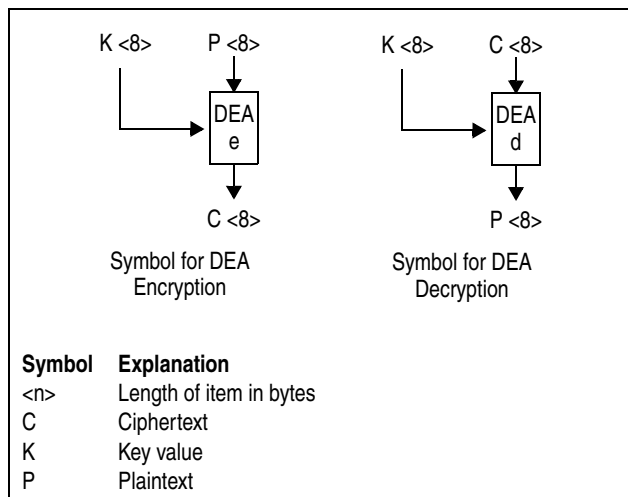 K <8> P <8>
DEA
e
C <8>
Symbol for DEA
Encryption
K <8> C <8>
DEA
d
P <8>
Symbol for DEA
Decryption
Symbol Explanation
<n> Length of item in bytes
C Ciphertext
K Key value
P Plaintext